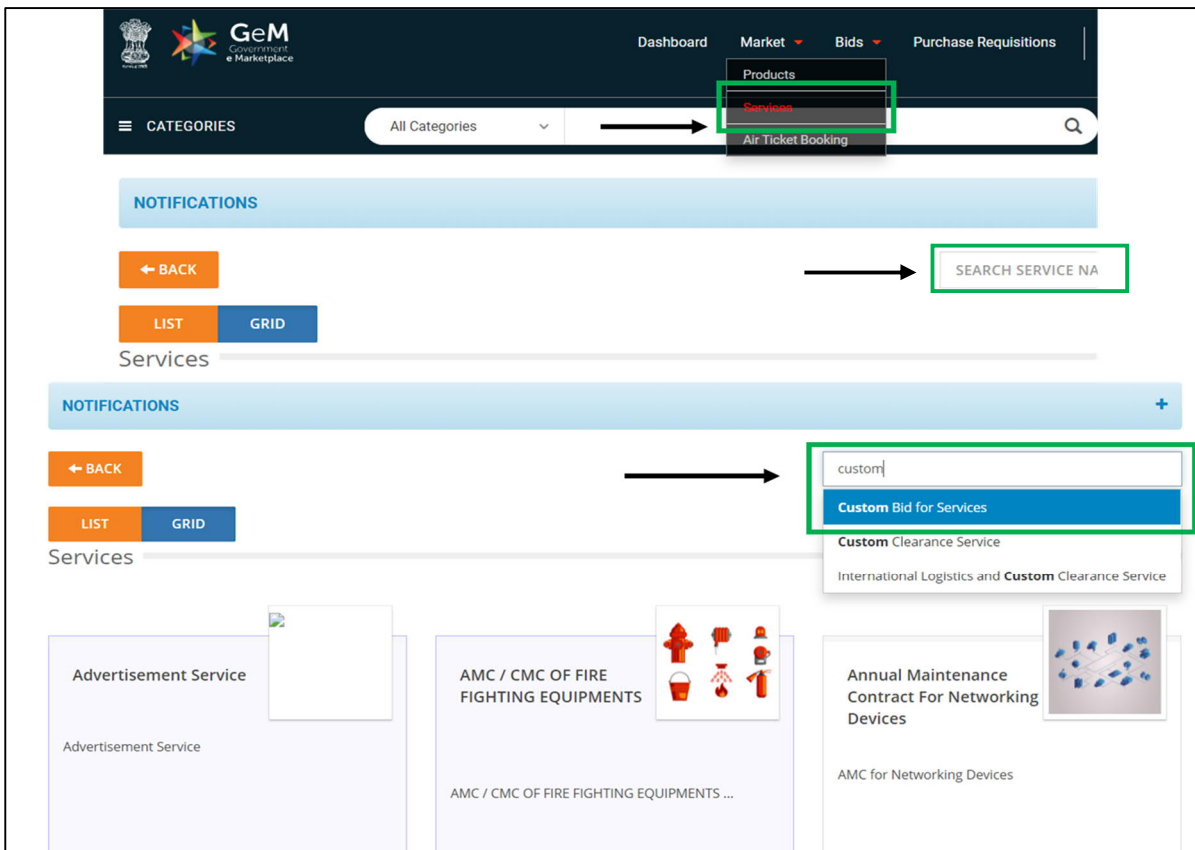 GeM
Government
e Marketplace
Dashboard Market Bids Purchase Requisitions
Products
Services
Air Ticket Booking
CATEGORIES All Categories
NOTIFICATIONS
BACK SEARCH SERVICE NA
LIST GRID
Services
NOTIFICATIONS +
BACK custom
Custom Bid for Services
LIST GRID
Custom Clearance Service
Services
International Logistics and Custom Clearance Service
Advertisement Service
Advertisement Service
AMC / CMC OF FIRE
FIGHTING EQUIPMENTS
AMC / CMC OF FIRE FIGHTING EQUIPMENTS ...
Annual Maintenance
Contract For Networking
Devices
AMC for Networking Devices